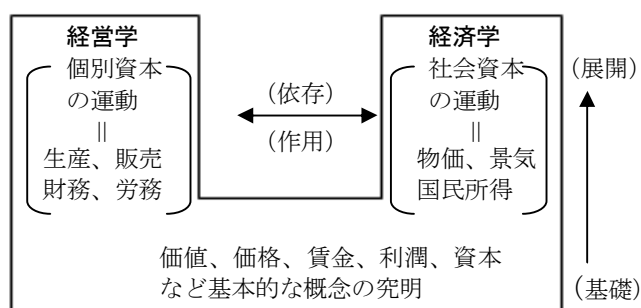 経営学
個別資本
の運動
＝
生産、販売
財務、労務
(依存)
(作用)
経済学
社会資本
の運動
＝
物価、景気
国民所得
(展開)
(基礎)
価値、価格、賃金、利潤、資本
など基本的な概念の究明